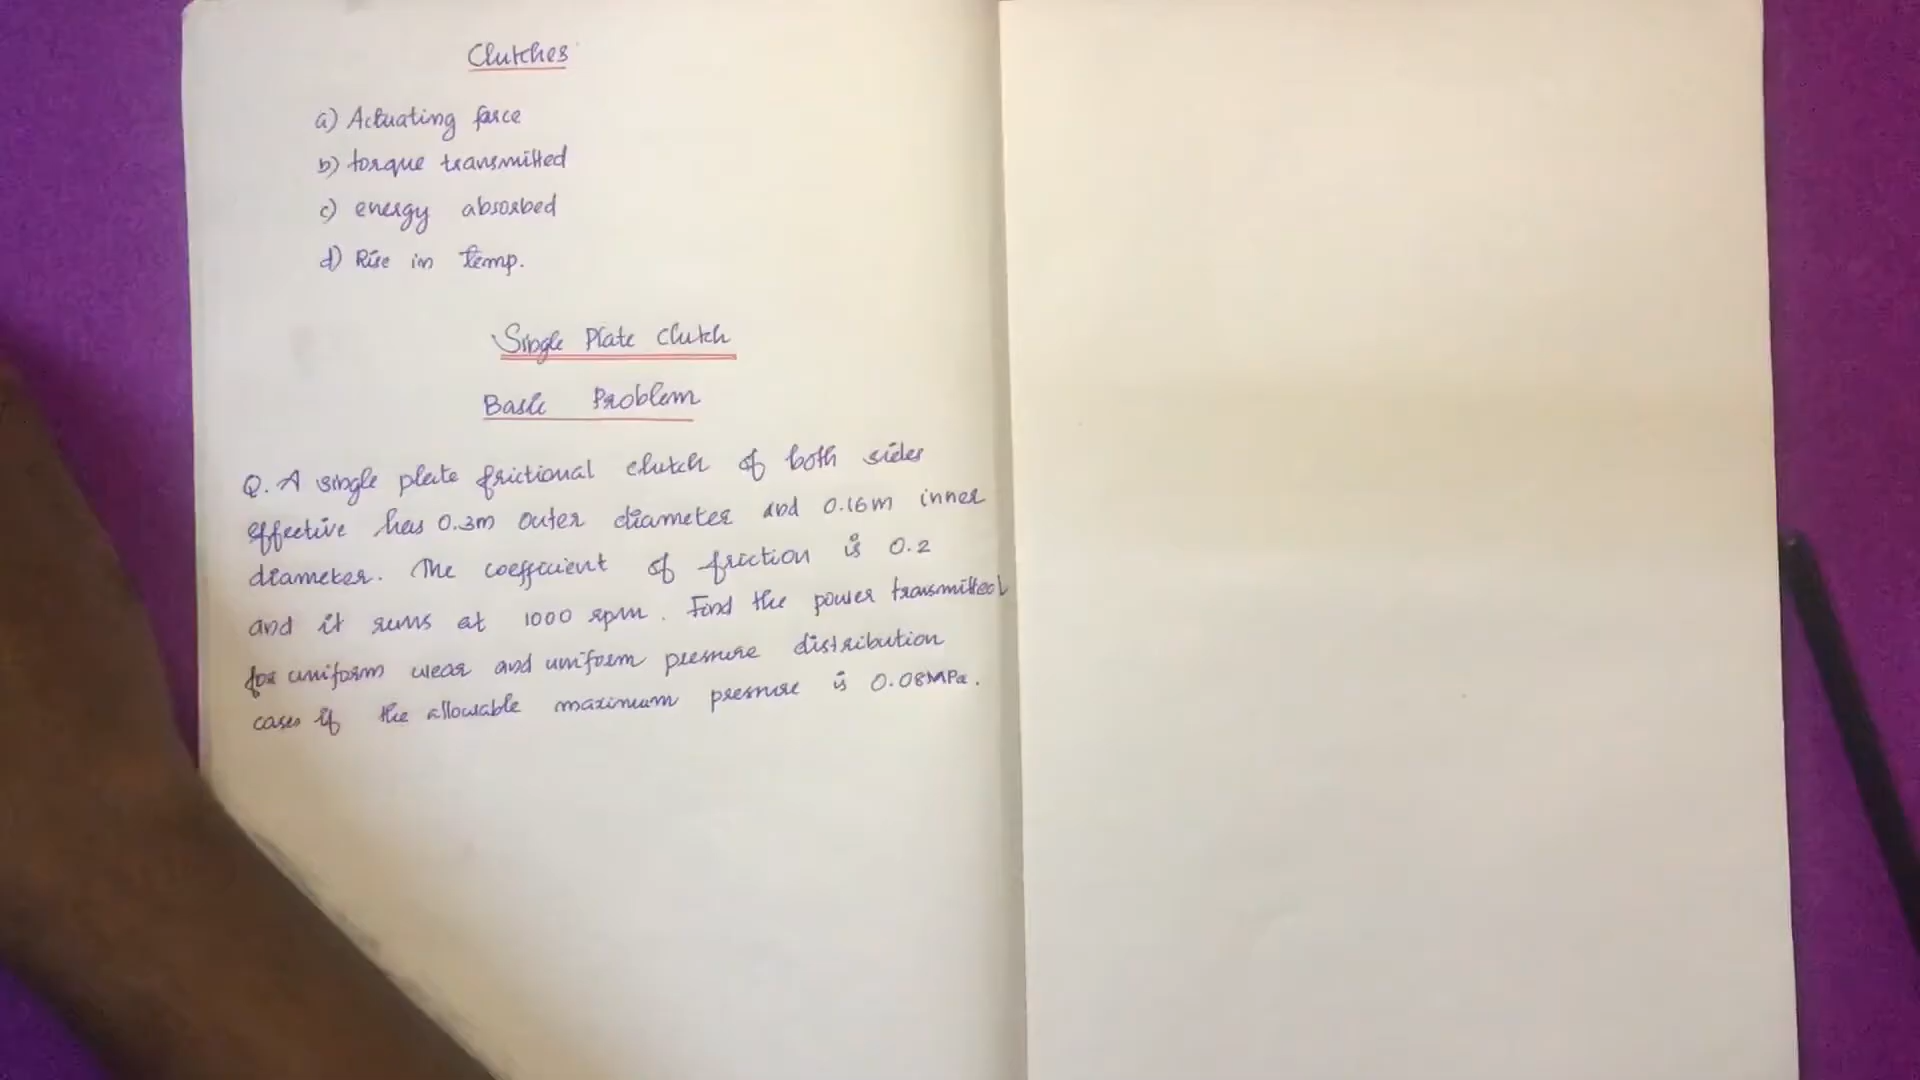 Clutches
a) Actuating force
b) torque transmitted
c) energy absorbed
d) Rise in temp.
Single Plate Clutch
Basic Problem
Q. A single plate frictional clutch of both sides
effective has 0.3m outer diameter and 0.16m inner
diameter. The coefficient of friction is 0.2
and it runs at 1000 rpm. Find the power transmitted
for uniform wear and uniform pressure distribution
cases if the allowable maximum pressure is 0.08MPa.